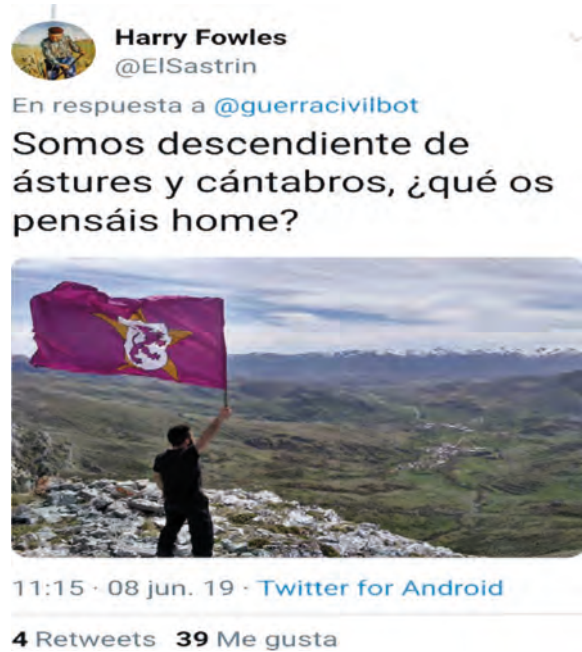 Harry Fowles
@ElSastrin
En respuesta a @guerracivilbot
Somos descendiente de
ástures y cántabros, ¿qué os
pensáis home?
11:15 · 08 jun. 19 · Twitter for Android
4 Retweets 39 Me gusta